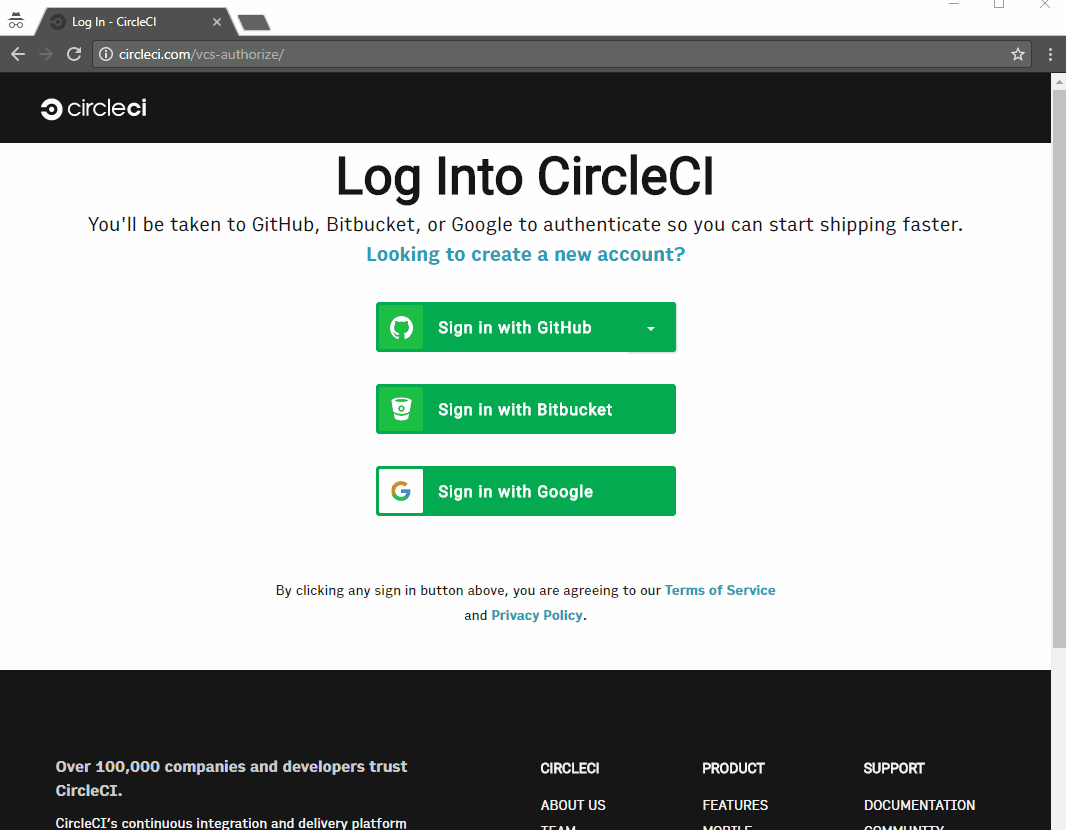 Log In - CircleCI
circleci.com/vcs-authorize/
circleci
Log Into CircleCI
You'll be taken to GitHub, Bitbucket, or Google to authenticate so you can start shipping faster.
Looking to create a new account?
Sign in with GitHub
Sign in with Bitbucket
Sign in with Google
By clicking any sign in button above, you are agreeing to our Terms of Service
and Privacy Policy.
Over 100,000 companies and developers trust
CircleCI.
CircleCI's continuous integration and delivery platform
CIRCLECI
ABOUT US
TEAM
PRODUCT
FEATURES
MOBILE
SUPPORT
DOCUMENTATION
COMMUNITY